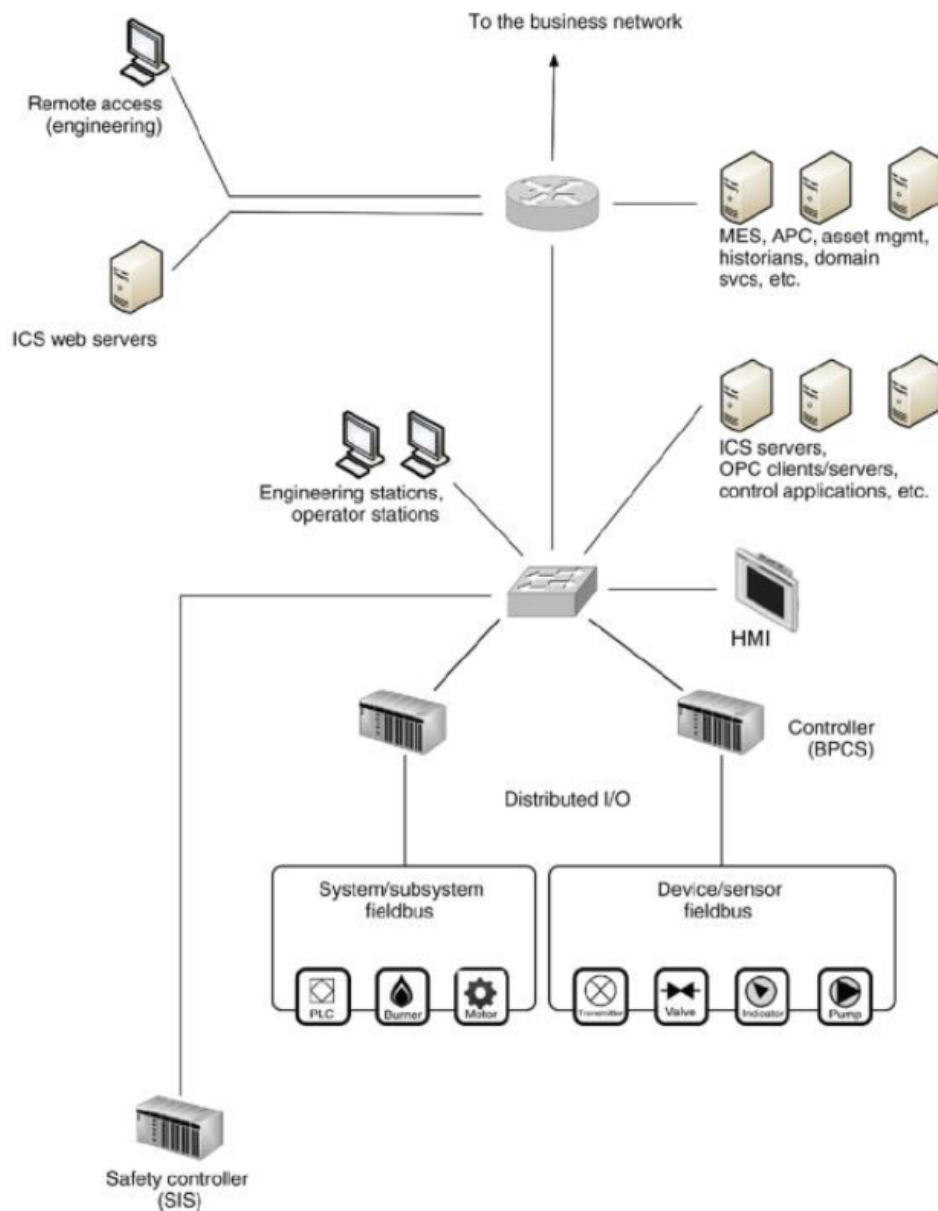 To the business network
Remote access
(engineering)
MES, APC, asset mgmt,
historians, domain
svcs, etc.
ICS web servers
ICS servers,
OPC clients/servers,
control applications, etc.
Engineering stations,
operator stations
HMI
Controller
(BPCS)
Distributed I/O
System/subsystem
fieldbus
Device/sensor
fieldbus
PLC
Burner
Motor
Transmitter
Valve
Indicator
Pump
Safety controller
(SIS)